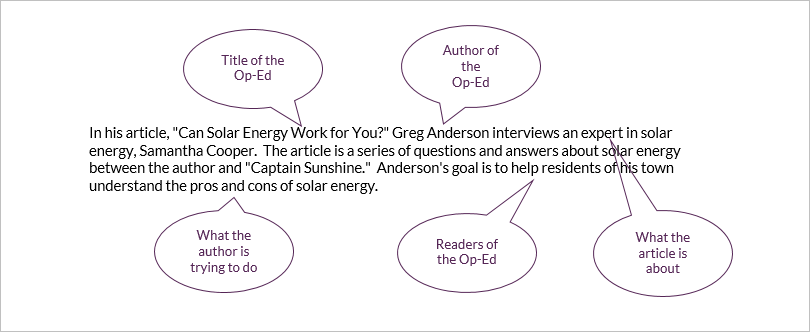 Title of the
Op-Ed
Author of
the
Op-Ed
In his article, "Can Solar Energy Work for You?" Greg Anderson interviews an expert in solar
energy, Samantha Cooper.  The article is a series of questions and answers about solar energy
between the author and "Captain Sunshine."  Anderson's goal is to help residents of his town
understand the pros and cons of solar energy.
What the
author is
trying to do
Readers of
the Op-Ed
What the
article is
about